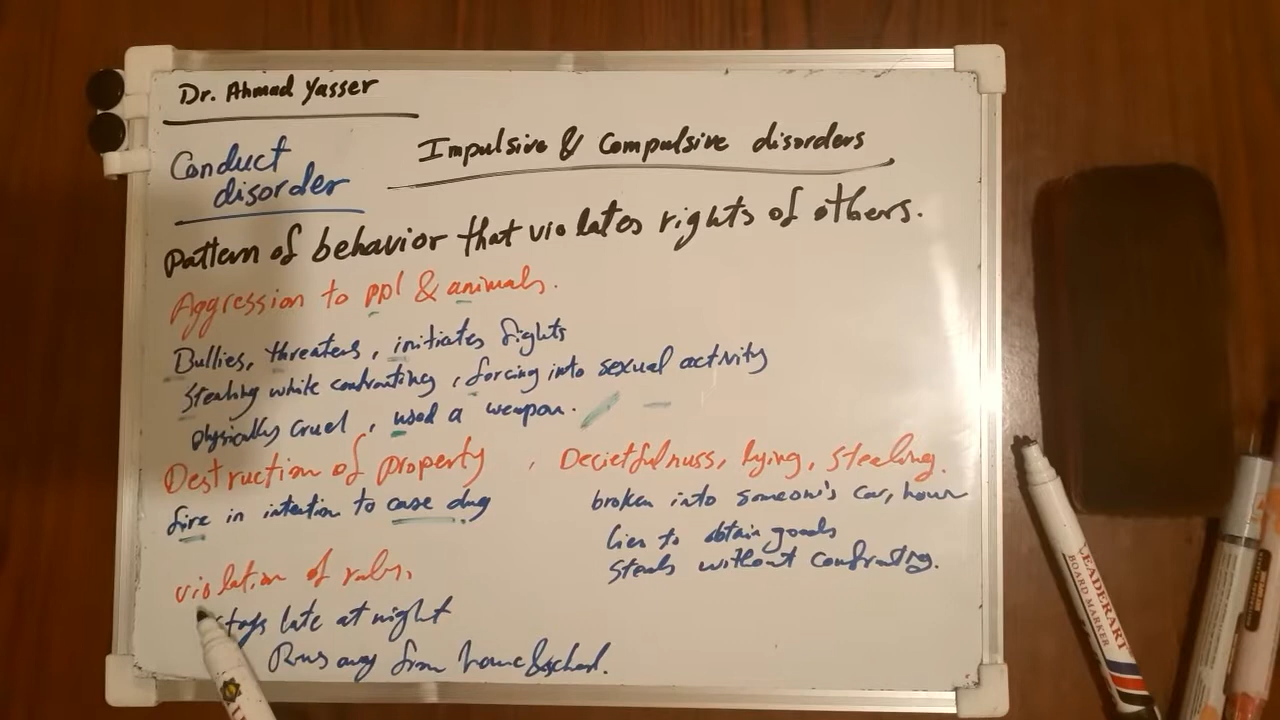 Dr. Ahmad Yasser
Impulsive & Compulsive disorders
Conduct
disorder
Pattern of behavior that violates rights of others.
Aggression to ppl & animals.
Bullies, threatens, initiates fights
Stealing while confronting, forcing into sexual activity
physically cruel, used a weapon.
Destruction of property, Decietfulnuss, lying, stealing.
fire in intention to
broken into someone's car, house
lies to obtain goods
Steals without confronting.
violation of rules,
stays late at night
Runs away from home & school.
LEADERART
BOARD MARKER